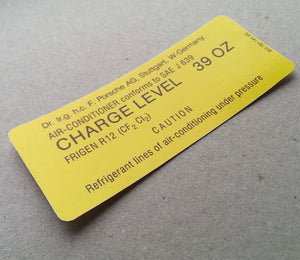 Dr. Ir.g. h.c. F. Porsche AG, Stuttgart, W-Germany
AIR-CONDITIONER conforms to SAE J 639
CHARGE LEVEL 39 OZ
FRIGEN R12 (CF₂ Cl₂)
CAUTION
Refrigerant lines of air-conditioning under pressure